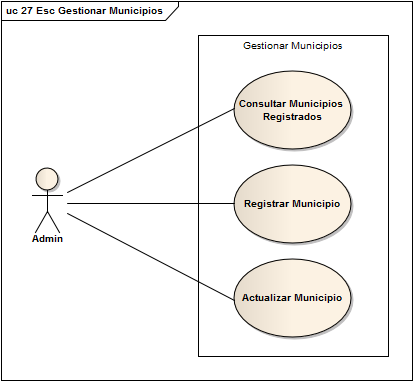 uc 27 Esc Gestionar Municipios
Gestionar Municipios
Consultar Municipios
Registrados
Registrar Municipio
Admin
Actualizar Municipio